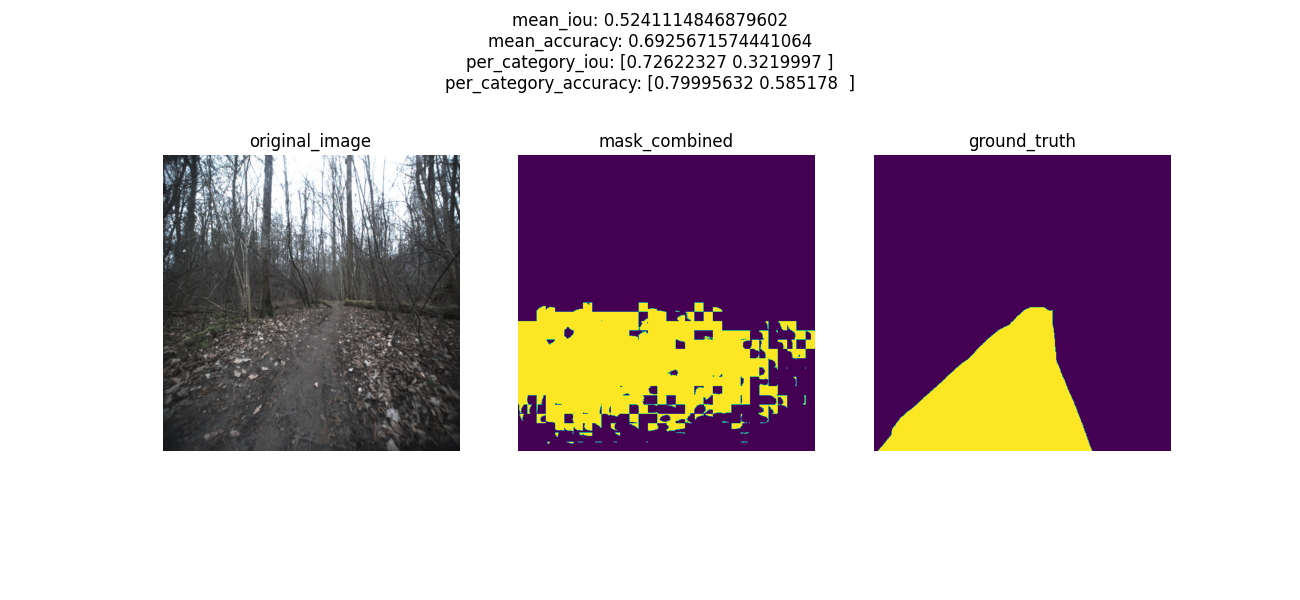 mean_iou: 0.5241114846879602
mean_accuracy: 0.6925671574441064
per_category_iou: [0.72622327 0.3219997 ]
per_category_accuracy: [0.79995632 0.585178  ]
original_image
mask_combined
ground_truth